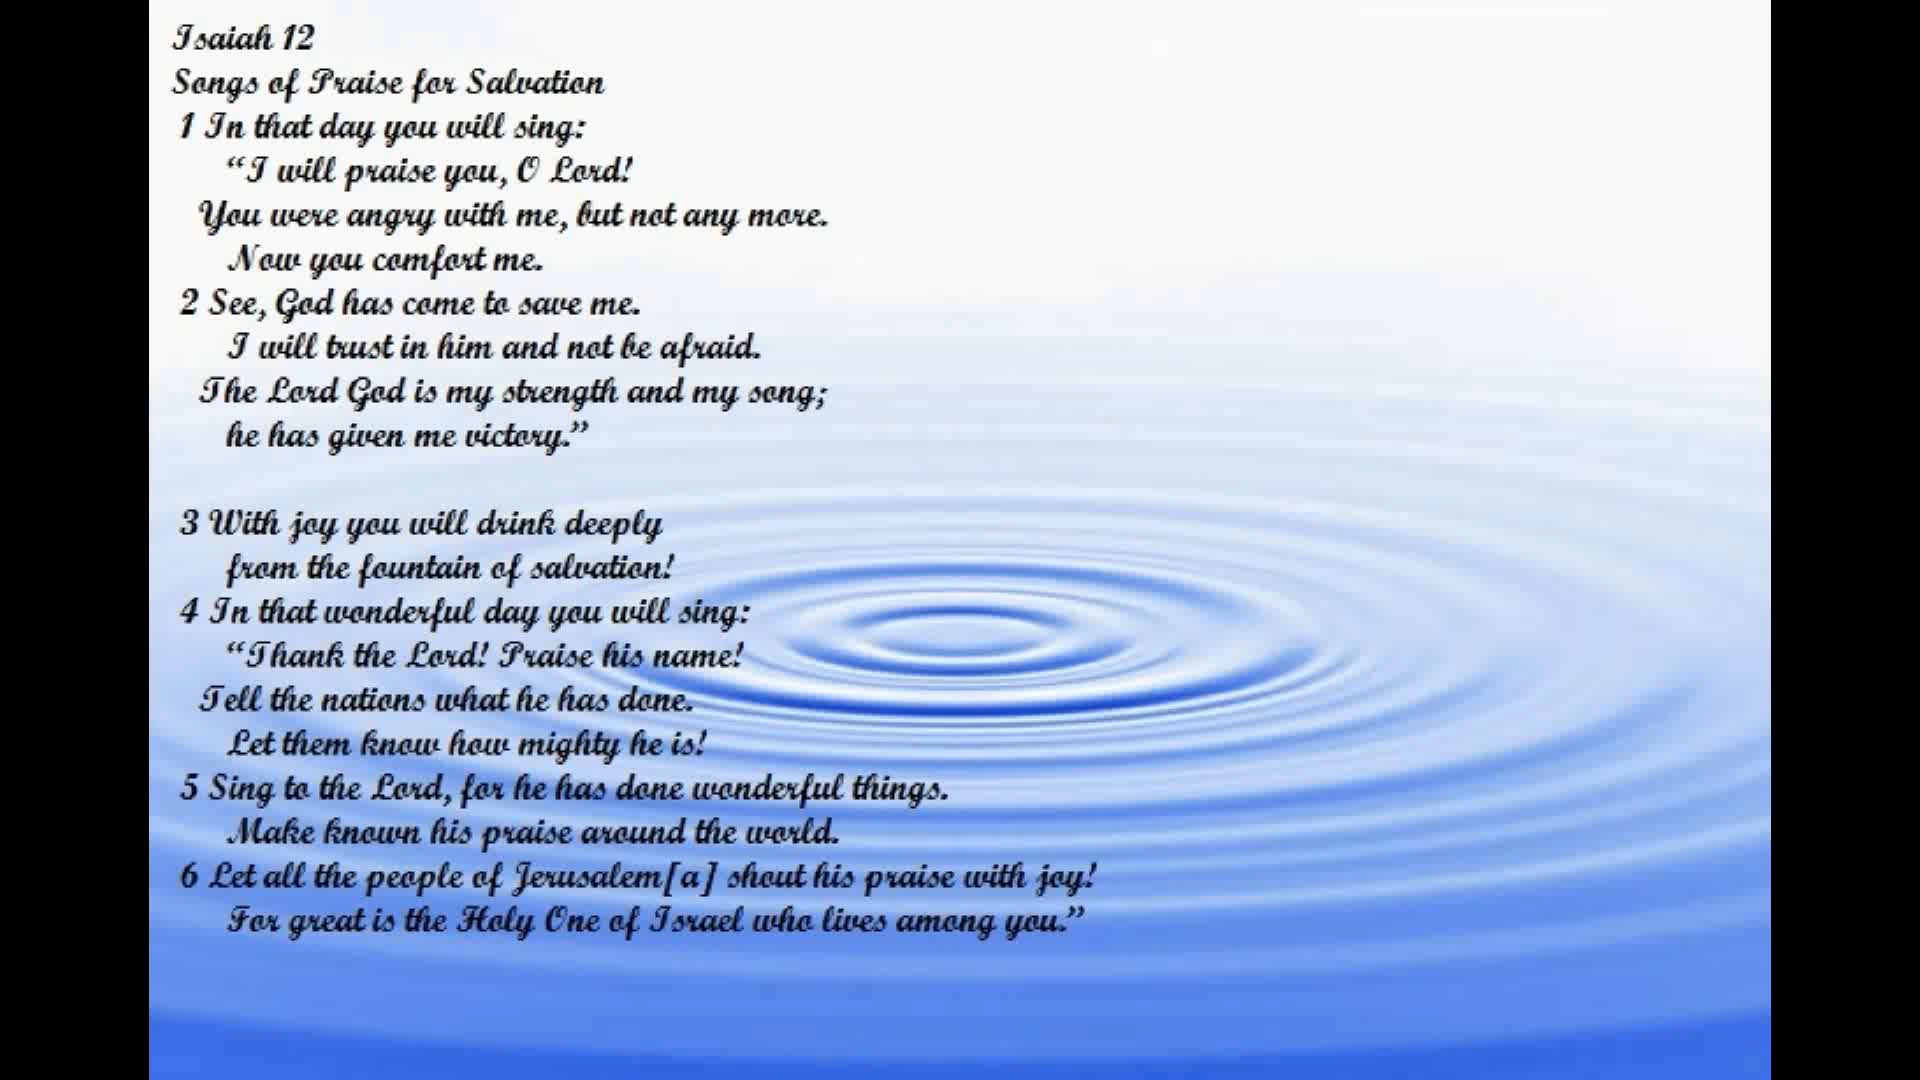 Isaiah 12
Songs of Praise for Salvation
1 In that day you will sing:
“I will praise you, O Lord!
You were angry with me, but not any more.
Now you comfort me.
2 See, God has come to save me.
I will trust in him and not be afraid.
The Lord God is my strength and my song;
he has given me victory.”
3 With joy you will drink deeply
from the fountain of salvation!
4 In that wonderful day you will sing:
“Thank the Lord! Praise his name!
Tell the nations what he has done.
Let them know how mighty he is!
5 Sing to the Lord, for he has done wonderful things.
Make known his praise around the world.
6 Let all the people of Jerusalem[a] shout his praise with joy!
For great is the Holy One of Israel who lives among you.”